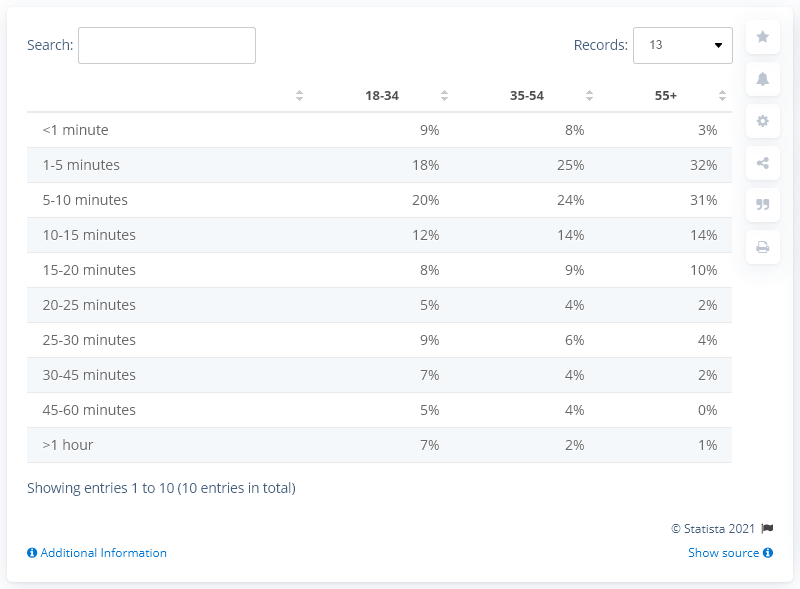 Search: Records: 13
18-34 35-54 55+
<1 minute 9% 8% 3%
1-5 minutes 18% 25% 32%
5-10 minutes 20% 24% 31%
10-15 minutes 12% 14% 14%
15-20 minutes 8% 9% 10%
20-25 minutes 5% 4% 2%
25-30 minutes 9% 6% 4%
30-45 minutes 7% 4% 2%
45-60 minutes 5% 4% 0%
>1 hour 7% 2% 1%
Showing entries 1 to 10 (10 entries in total)
© Statista 2021
Additional Information Show source